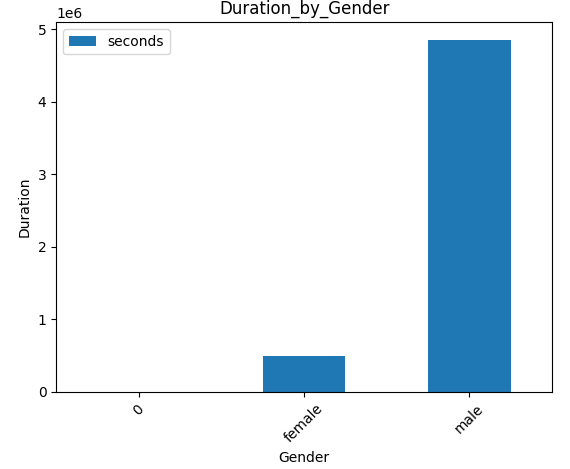 Duration_by_Gender
1e6
seconds
5
4
3
2
1
0
Duration
0
female
male
Gender